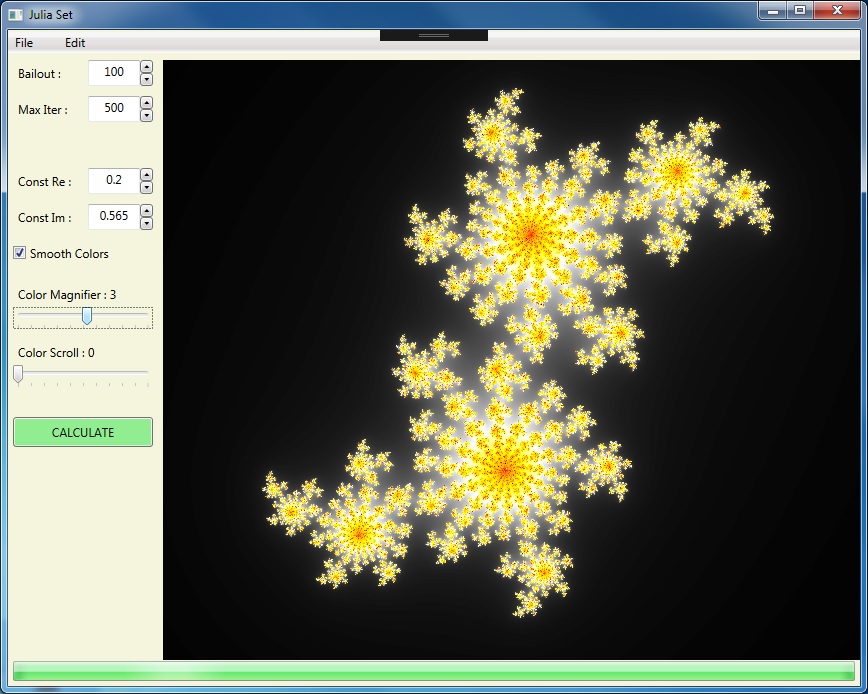 Julia Set
File Edit
Bailout : 100
Max Iter : 500
Const Re : 0.2
Const Im : 0.565
Smooth Colors
Color Magnifier : 3
Color Scroll : 0
CALCULATE